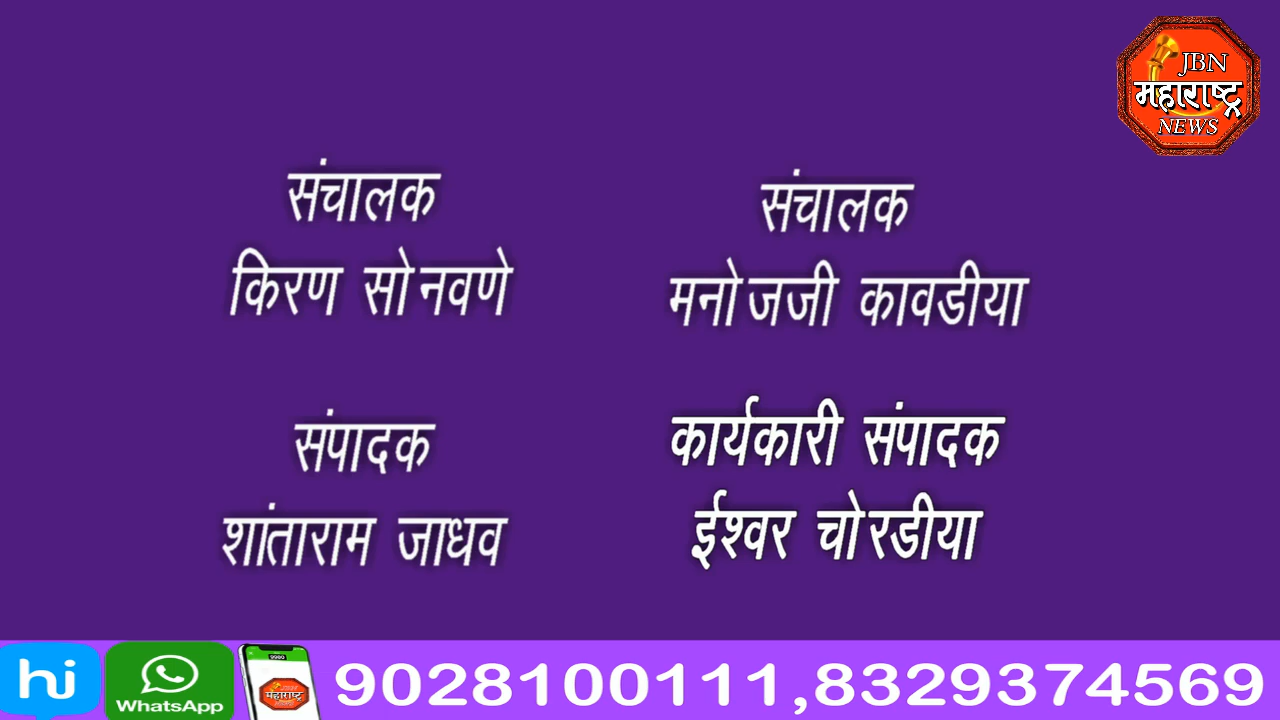 JBN
महाराष्ट्र
NEWS
संचालक
किरण सोनवणे
संचालक
मनोजजी कावडीया
संपादक
शांताराम जाधव
कार्यकारी संपादक
ईश्वर चोरडीया
hi
WhatsApp
महाराष्ट्र
9028100111,8329374569